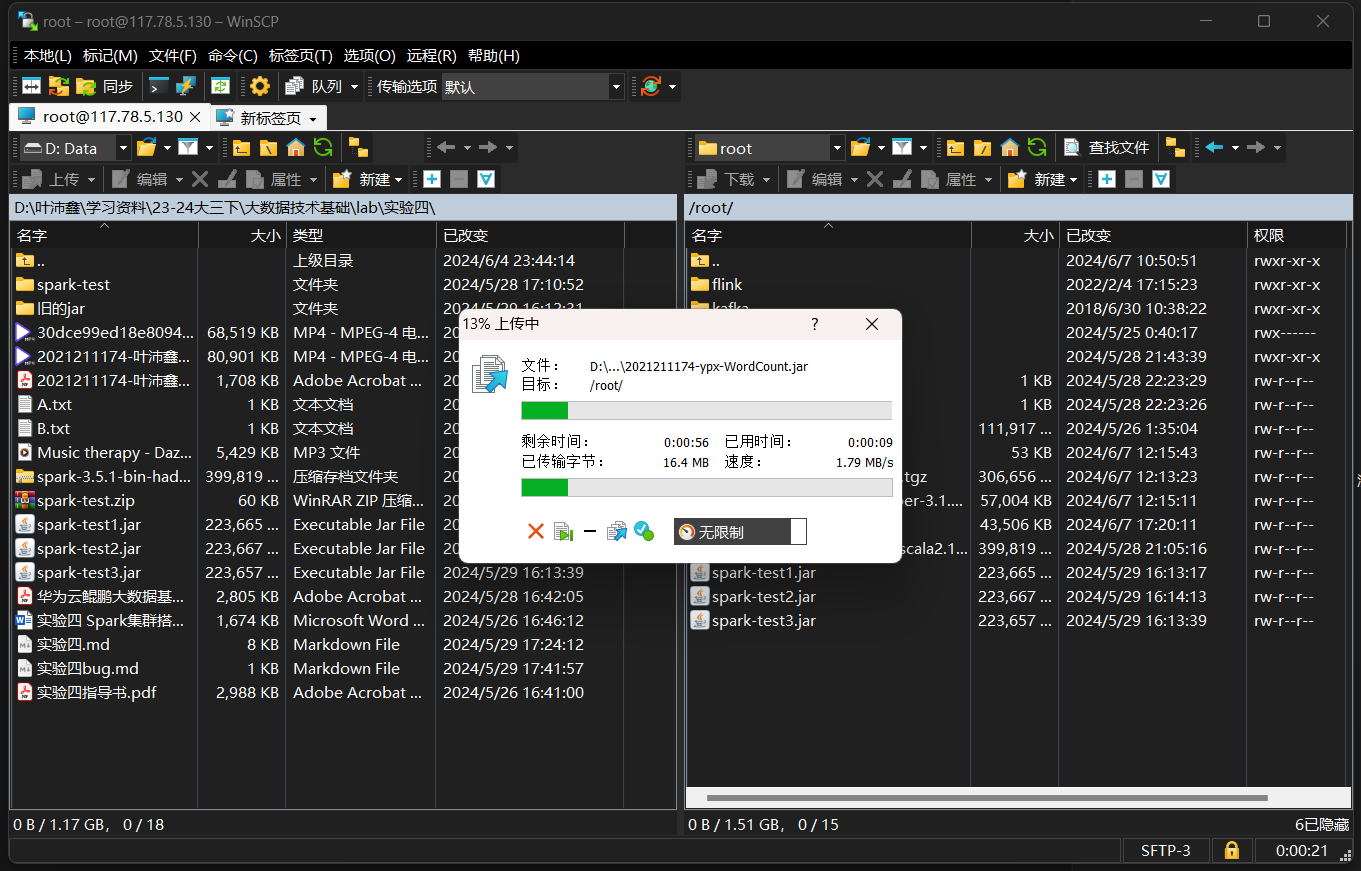 root – root@117.78.5.130 – WinSCP
本地(L) 标记(M) 文件(F) 命令(C) 标签页(T) 选项(O) 远程(R) 帮助(H)
同步 队列 传输选项 默认
root@117.78.5.130 新标签页
D: Data
上传 编辑 属性 新建
D:\叶沛鑫\学习资料\23-24大三下\大数据技术基础\lab\实验四\
名字 大小 类型 已改变
.. 上级目录 2024/6/4 23:44:14
spark-test 文件夹 2024/5/28 17:10:52
旧的jar 文件夹 2024/5/29 16:12:31
30dce99ed18e8094... 68,519 KB MP4 - MPEG-4 电...
2021211174-叶沛鑫... 80,901 KB MP4 - MPEG-4 电...
2021211174-叶沛鑫... 1,708 KB Adobe Acrobat ...
A.txt 1 KB 文本文档
B.txt 1 KB 文本文档
Music therapy - Daz... 5,429 KB MP3 文件
spark-3.5.1-bin-had... 399,819 ... 压缩存档文件夹
spark-test.zip 60 KB WinRAR ZIP 压缩...
spark-test1.jar 223,665 ... Executable Jar File
spark-test2.jar 223,667 ... Executable Jar File
spark-test3.jar 223,657 ... Executable Jar File 2024/5/29 16:13:39
华为云鲲鹏大数据基... 2,805 KB Adobe Acrobat ... 2024/5/28 16:42:05
实验四 Spark集群搭... 1,674 KB Microsoft Word ... 2024/5/26 16:46:12
实验四.md 8 KB Markdown File 2024/5/29 17:24:12
实验四bug.md 1 KB Markdown File 2024/5/29 17:41:57
实验四指导书.pdf 2,988 KB Adobe Acrobat ... 2024/5/26 16:41:00
0 B / 1.17 GB， 0 / 18
root 查找文件
下载 编辑 属性 新建
/root/
名字 大小 已改变 权限
.. 2024/6/7 10:50:51 rwxr-xr-x
flink 2022/2/4 17:15:23 rwxr-xr-x
kafka 2018/6/30 10:38:22 rwxr-xr-x
2024/5/25 0:40:17 rwx------
2024/5/28 21:43:39 rwxr-xr-x
1 KB 2024/5/28 22:23:29 rw-r--r--
1 KB 2024/5/28 22:23:26 rw-r--r--
111,917 ... 2024/5/26 1:35:04 rw-r--r--
53 KB 2024/6/7 12:15:43 rw-r--r--
.tgz 306,656 ... 2024/6/7 12:13:23 rw-r--r--
per-3.1.... 57,004 KB 2024/6/7 12:15:11 rw-r--r--
43,506 KB 2024/6/7 17:20:11 rw-r--r--
scala2.1... 399,819 ... 2024/5/28 21:05:16 rw-r--r--
spark-test1.jar 223,665 ... 2024/5/29 16:13:17 rw-r--r--
spark-test2.jar 223,667 ... 2024/5/29 16:14:13 rw-r--r--
spark-test3.jar 223,657 ... 2024/5/29 16:13:39 rw-r--r--
0 B / 1.51 GB， 0 / 15 6已隐藏
13% 上传中 ?
文件： D:\...\2021211174-ypx-WordCount.jar
目标： /root/
剩余时间： 0:00:56 已用时间： 0:00:09
已传输字节： 16.4 MB 速度： 1.79 MB/s
无限制
SFTP-3 0:00:21